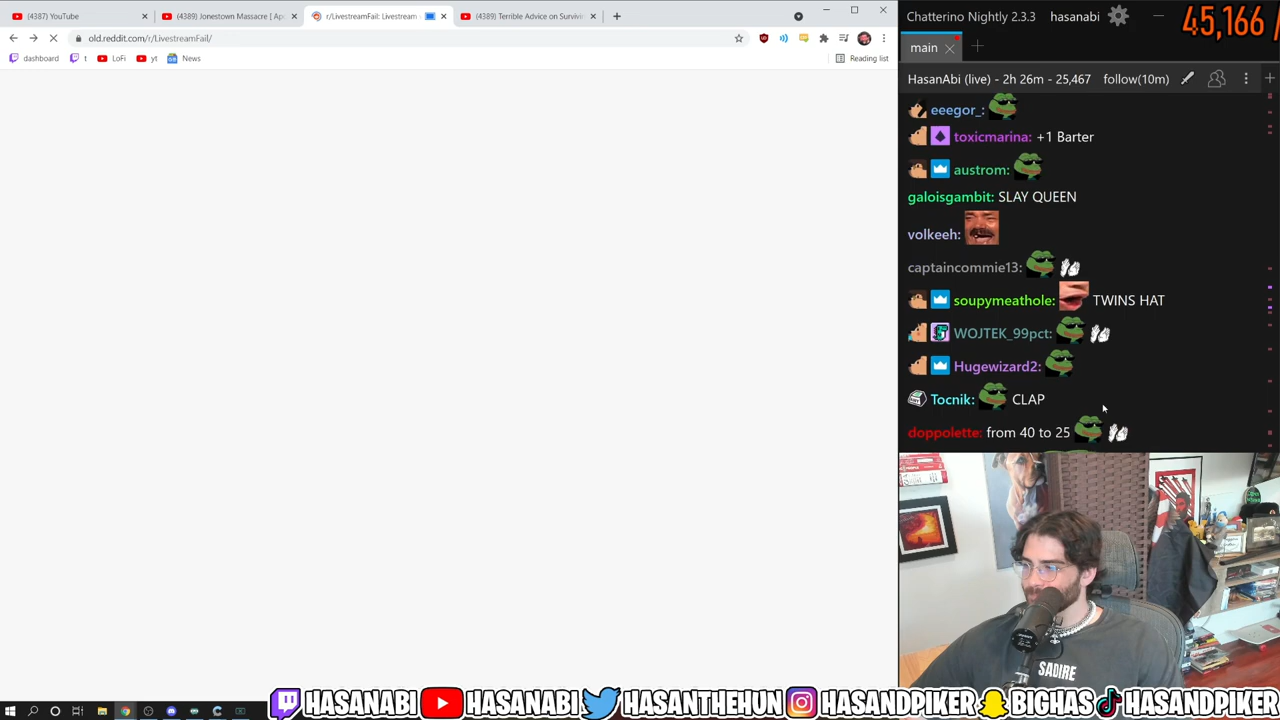 (4387) YouTube
(4389) Jonestown Massacre [ Apo
r/LivestreamFail: Livestream
(4389) Terrible Advice on Survivin
old.reddit.com/r/LivestreamFail/
dashboard
t
LoFi
yt
News
Reading list
Chatterino Nightly 2.3.3
hasanabi
45,166 /
main
HasanAbi (live) - 2h 26m - 25,467
follow(10m)
eeegor_:
toxicmarina: +1 Barter
austrom:
galoisgambit: SLAY QUEEN
volkeeh:
captaincommie13:
soupymeathole: TWINS HAT
WOJTEK_99pct:
Hugewizard2:
Tocnik: CLAP
doppolette: from 40 to 25
SADIRE
HASANABI
HASANABI
HASANTHEHUN
HASANDPIKER
BIGHAS
HASANDPIKER